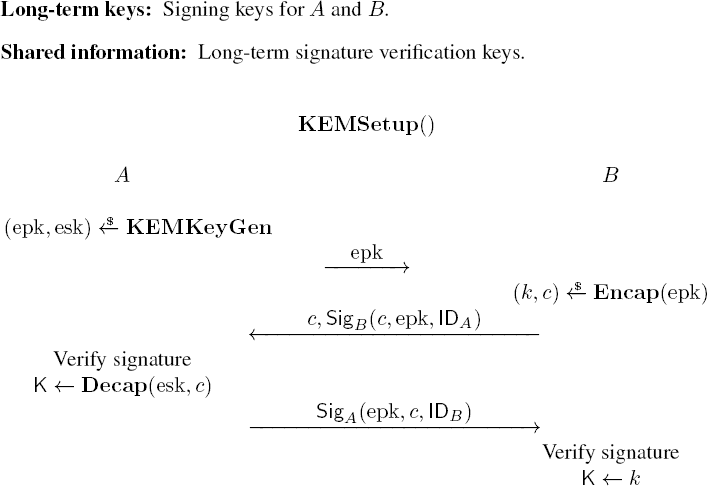 Long-term keys: Signing keys for A and B.
Shared information: Long-term signature verification keys.
KEMSetup()
A B
(epk, esk) ←$ KEMKeyGen
epk
(k, c) ←$ Encap(epk)
c, Sig_B(c, epk, ID_A)
Verify signature
K ← Decap(esk, c)
Sig_A(epk, c, ID_B)
Verify signature
K ← k